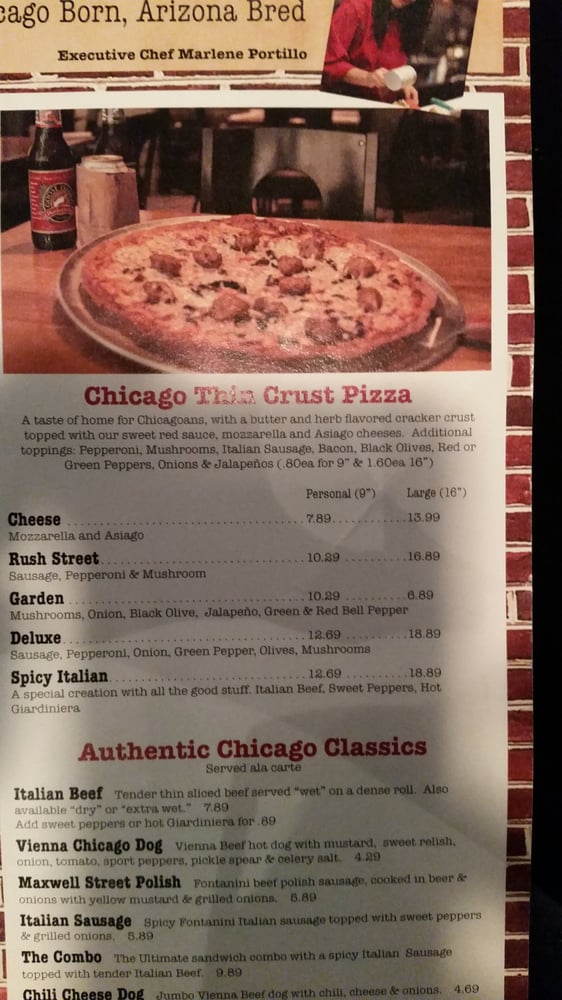 cago Born, Arizona Bred
Executive Chef Marlene Portillo
Chicago Thin Crust Pizza
A taste of home for Chicagoans, with a butter and herb flavored cracker crust
topped with our sweet red sauce, mozzarella and Asiago cheeses. Additional
toppings: Pepperoni, Mushrooms, Italian Sausage, Bacon, Black Olives, Red or
Green Peppers, Onions & Jalapeños (.80ea for 9" & 1.60ea 16")
Personal (9") Large (16")
Cheese 7.89 13.99
Mozzarella and Asiago
Rush Street 10.29 16.89
Sausage, Pepperoni & Mushroom
Garden 10.29 6.89
Mushrooms, Onion, Black Olive, Jalapeño, Green & Red Bell Pepper
Deluxe 12.69 18.89
Sausage, Pepperoni, Onion, Green Pepper, Olives, Mushrooms
Spicy Italian 12.69 18.89
A special creation with all the good stuff. Italian Beef, Sweet Peppers, Hot
Giardiniera
Authentic Chicago Classics
Served ala carte
Italian Beef Tender thin sliced beef served "wet" on a dense roll. Also
available "dry" or "extra wet." 7.89
Add sweet peppers or hot Giardiniera for .89
Vienna Chicago Dog Vienna Beef hot dog with mustard, sweet relish,
onion, tomato, sport peppers, pickle spear & celery salt. 4.29
Maxwell Street Polish Fontanini beef polish sausage, cooked in beer &
onions with yellow mustard & grilled onions. 5.89
Italian Sausage Spicy Fontanini Italian sausage topped with sweet peppers
& grilled onions. 5.89
The Combo The Ultimate sandwich combo with a spicy Italian Sausage
topped with tender Italian Beef. 9.89
Chili Cheese Dog Jumbo Vienna Beef dog with chili, cheese & onions. 4.69